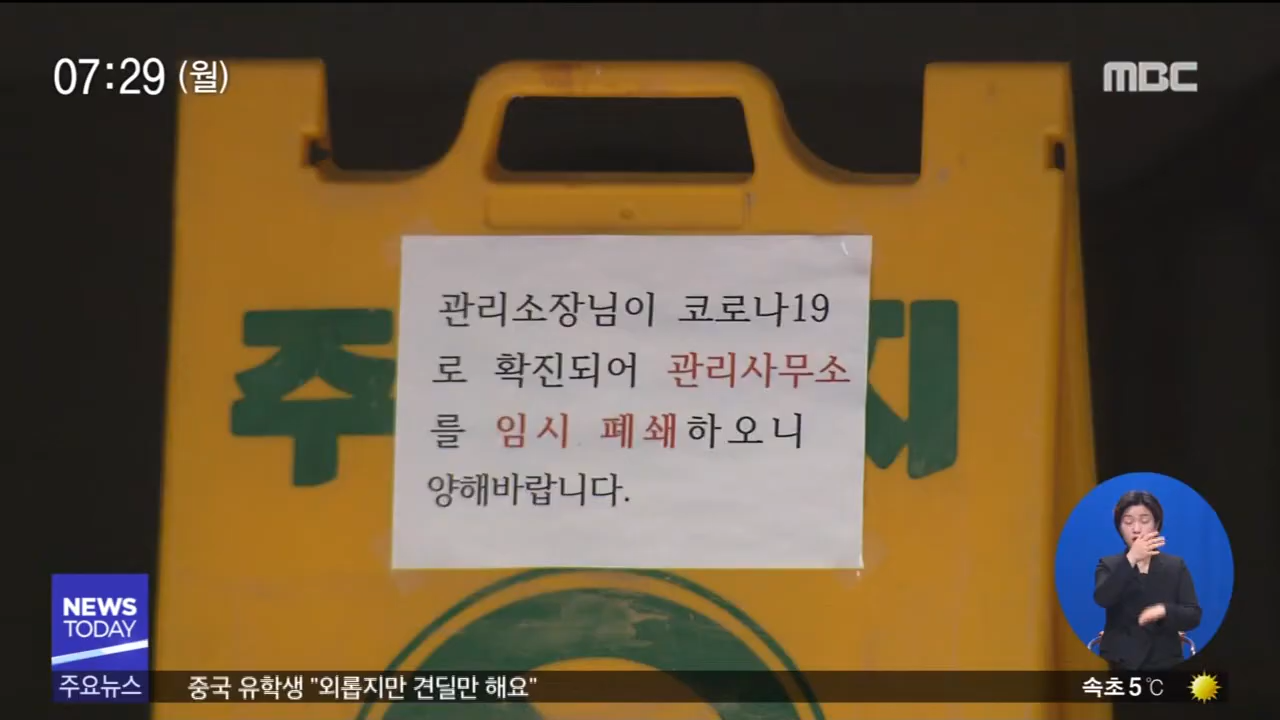 07:29 (월)
MBC
관리소장님이 코로나19
로 확진되어 관리사무소
를 임시 폐쇄하오니
양해바랍니다.
주
지
NEWS
TODAY
주요뉴스
중국 유학생 "외롭지만 견딜만 해요"
속초 5℃